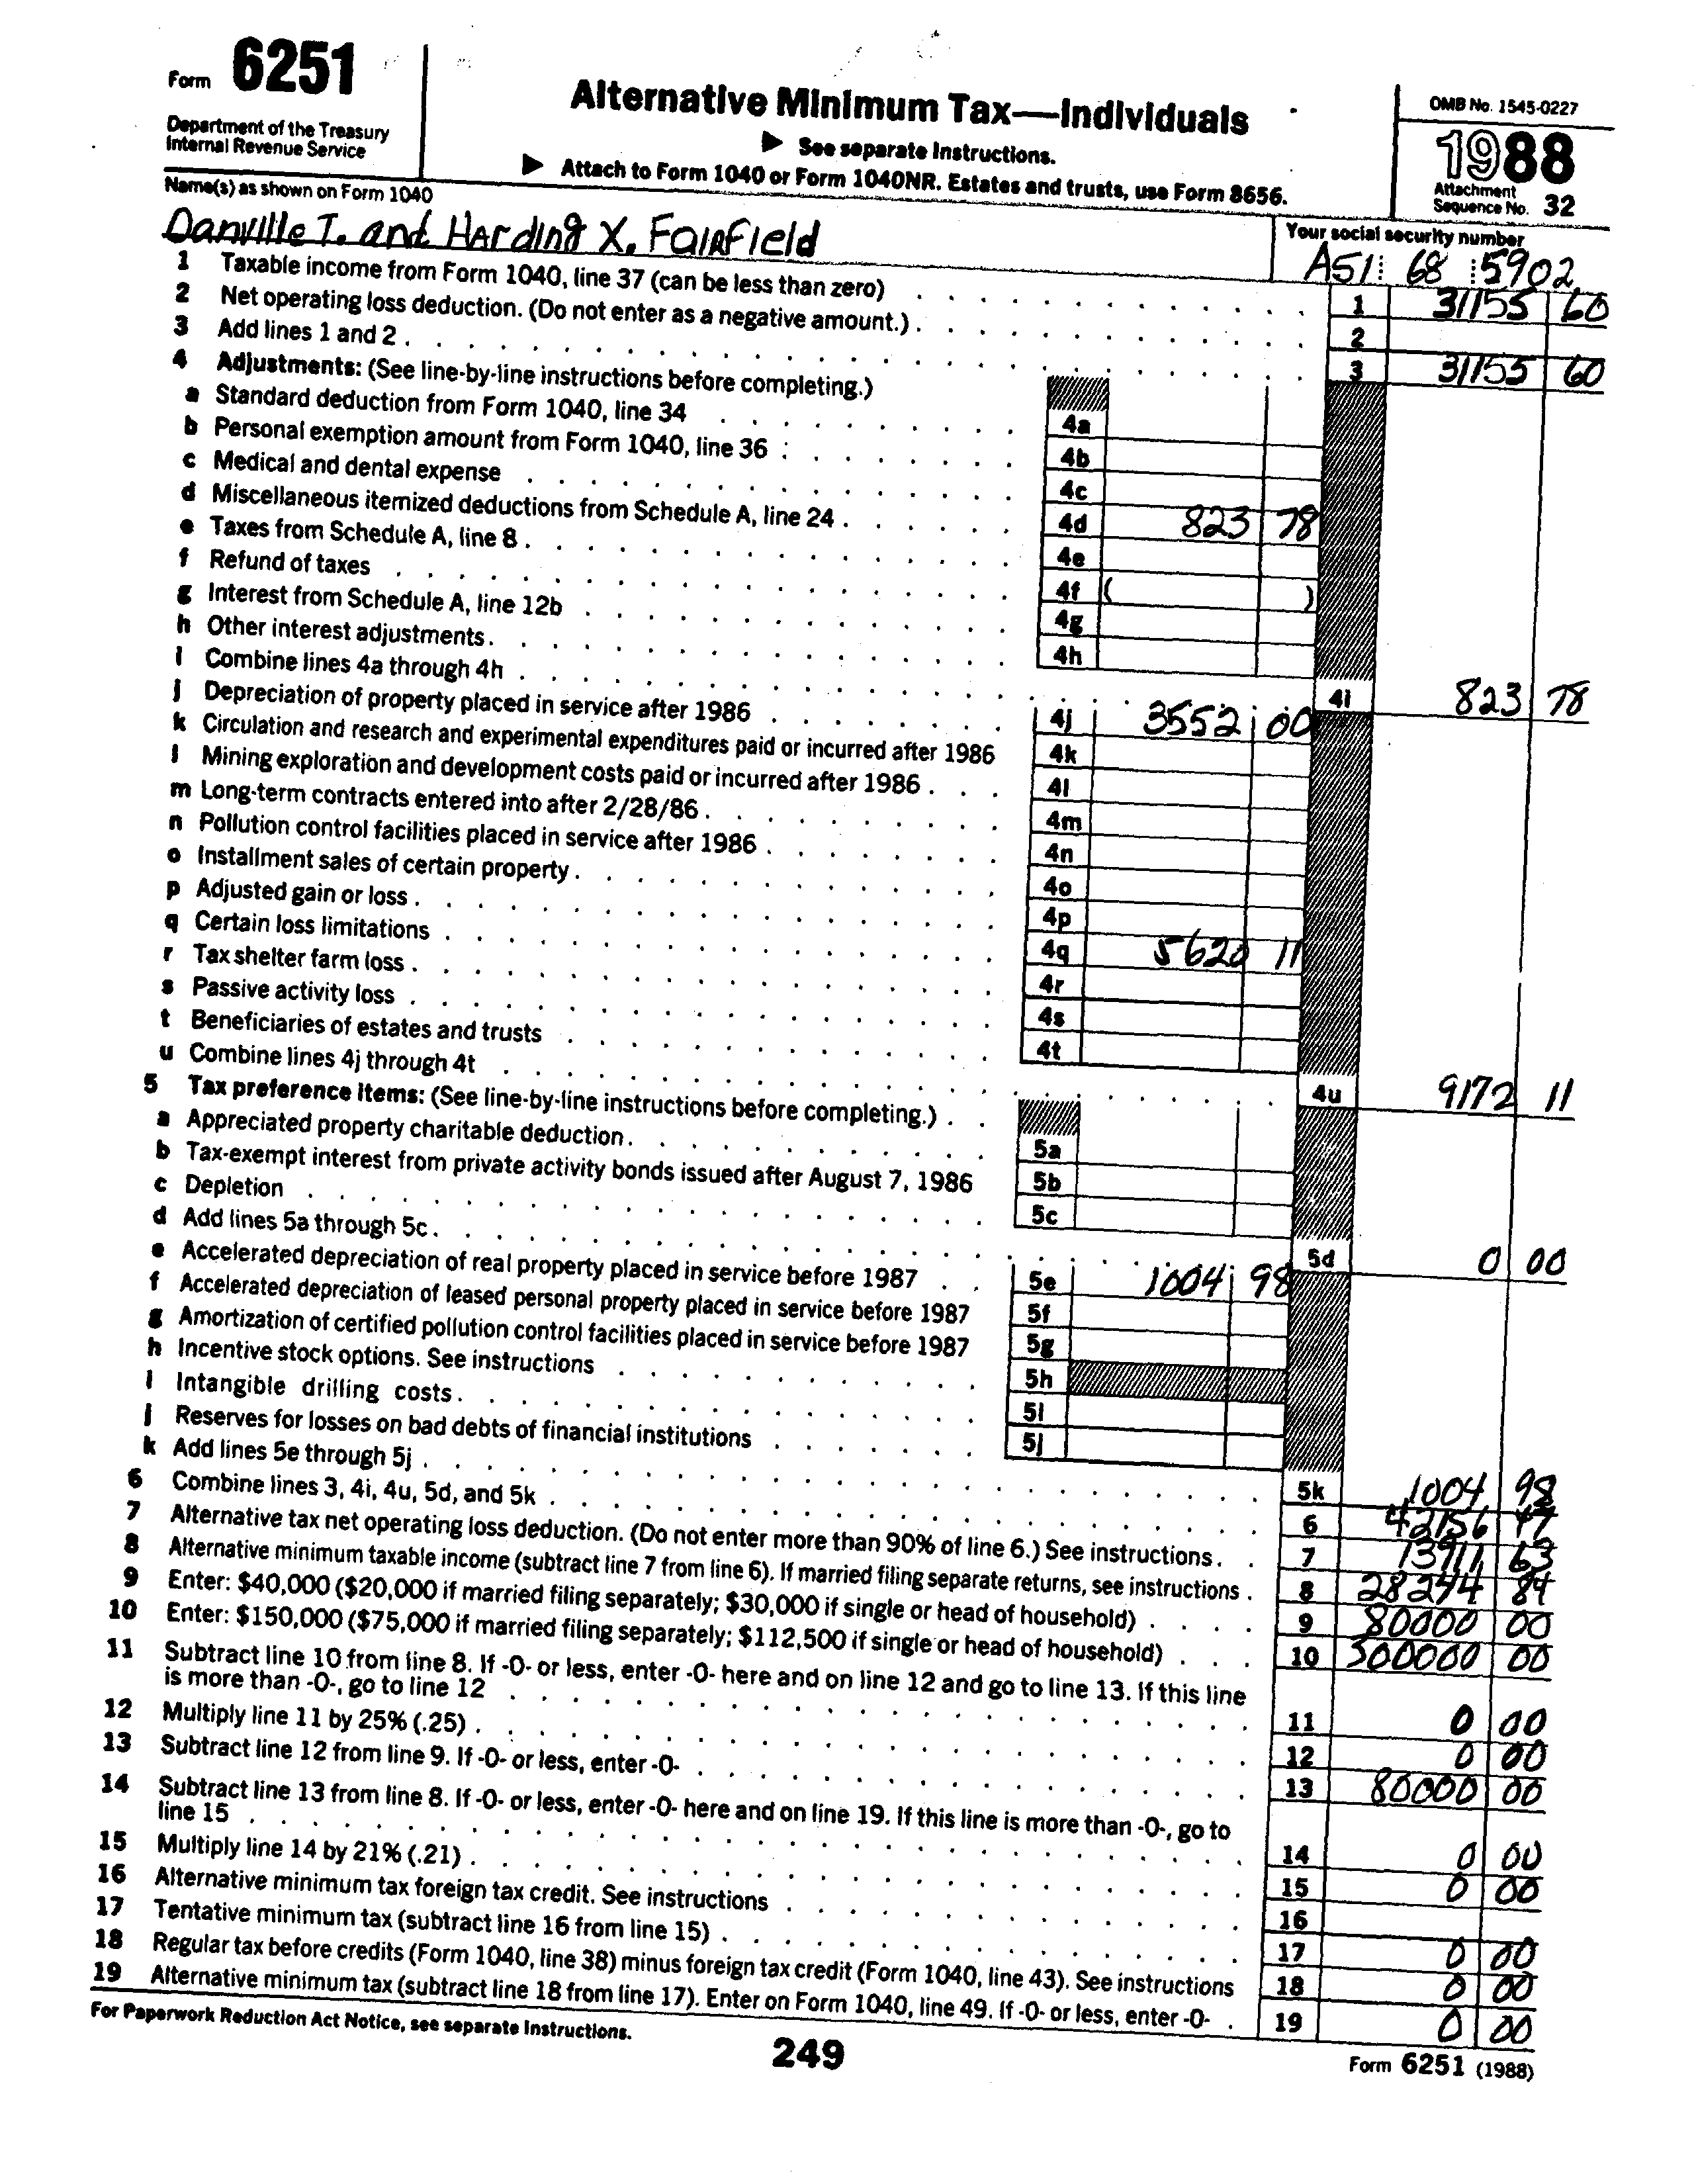 Form 6251
Department of the Treasury
Internal Revenue Service
Alternative Minimum Tax—Individuals
▶ See separate Instructions.
▶ Attach to Form 1040 or Form 1040NR. Estates and trusts, use Form 8656.
OMB No. 1545-0227
1988
Attachment
Sequence No. 32
Name(s) as shown on Form 1040
Danville T. and Harding X. Fairfield
Your social security number
A51 68 5902
1 Taxable income from Form 1040, line 37 (can be less than zero) 1 31155 60
2 Net operating loss deduction. (Do not enter as a negative amount.) 2
3 Add lines 1 and 2 3 31155 60
4 Adjustments: (See line-by-line instructions before completing.)
a Standard deduction from Form 1040, line 34 4a
b Personal exemption amount from Form 1040, line 36 4b
c Medical and dental expense 4c
d Miscellaneous itemized deductions from Schedule A, line 24 4d 823 78
e Taxes from Schedule A, line 8 4e
f Refund of taxes 4f ( )
g Interest from Schedule A, line 12b 4g
h Other interest adjustments 4h
i Combine lines 4a through 4h 4i 823 78
j Depreciation of property placed in service after 1986 4j 3552 00
k Circulation and research and experimental expenditures paid or incurred after 1986 4k
l Mining exploration and development costs paid or incurred after 1986 4l
m Long-term contracts entered into after 2/28/86 4m
n Pollution control facilities placed in service after 1986 4n
o Installment sales of certain property 4o
p Adjusted gain or loss 4p
q Certain loss limitations 4q 5620 11
r Tax shelter farm loss 4r
s Passive activity loss 4s
t Beneficiaries of estates and trusts 4t
u Combine lines 4j through 4t 4u 9172 11
5 Tax preference items: (See line-by-line instructions before completing.)
a Appreciated property charitable deduction 5a
b Tax-exempt interest from private activity bonds issued after August 7, 1986 5b
c Depletion 5c
d Add lines 5a through 5c 5d 0 00
e Accelerated depreciation of real property placed in service before 1987 5e 1004 98
f Accelerated depreciation of leased personal property placed in service before 1987 5f
g Amortization of certified pollution control facilities placed in service before 1987 5g
h Incentive stock options. See instructions 5h
i Intangible drilling costs 5i
j Reserves for losses on bad debts of financial institutions 5j
k Add lines 5e through 5j 5k 1004 98
6 Combine lines 3, 4i, 4u, 5d, and 5k 6 42156 47
7 Alternative tax net operating loss deduction. (Do not enter more than 90% of line 6.) See instructions 7 13911 63
8 Alternative minimum taxable income (subtract line 7 from line 6). If married filing separate returns, see instructions 8 28244 84
9 Enter: $40,000 ($20,000 if married filing separately; $30,000 if single or head of household) 9 80000 00
10 Enter: $150,000 ($75,000 if married filing separately; $112,500 if single or head of household) 10 300000 00
11 Subtract line 10 from line 8. If -0- or less, enter -0- here and on line 12 and go to line 13. If this line
is more than -0-, go to line 12 11 0 00
12 Multiply line 11 by 25% (.25) 12 0 00
13 Subtract line 12 from line 9. If -0- or less, enter -0- 13 80000 00
14 Subtract line 13 from line 8. If -0- or less, enter -0- here and on line 19. If this line is more than -0-, go to
line 15 14 0 00
15 Multiply line 14 by 21% (.21) 15 0 00
16 Alternative minimum tax foreign tax credit. See instructions 16
17 Tentative minimum tax (subtract line 16 from line 15) 17 0 00
18 Regular tax before credits (Form 1040, line 38) minus foreign tax credit (Form 1040, line 43). See instructions 18 0 00
19 Alternative minimum tax (subtract line 18 from line 17). Enter on Form 1040, line 49. If -0- or less, enter -0- 19 0 00
For Paperwork Reduction Act Notice, see separate Instructions.
249
Form 6251 (1988)